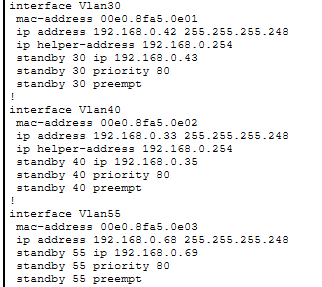 interface Vlan30
mac-address 00e0.8fa5.0e01
ip address 192.168.0.42 255.255.255.248
ip helper-address 192.168.0.254
standby 30 ip 192.168.0.43
standby 30 priority 80
standby 30 preempt
!
interface Vlan40
mac-address 00e0.8fa5.0e02
ip address 192.168.0.33 255.255.255.248
ip helper-address 192.168.0.254
standby 40 ip 192.168.0.35
standby 40 priority 80
standby 40 preempt
!
interface Vlan55
mac-address 00e0.8fa5.0e03
ip address 192.168.0.68 255.255.255.248
standby 55 ip 192.168.0.69
standby 55 priority 80
standby 55 preempt